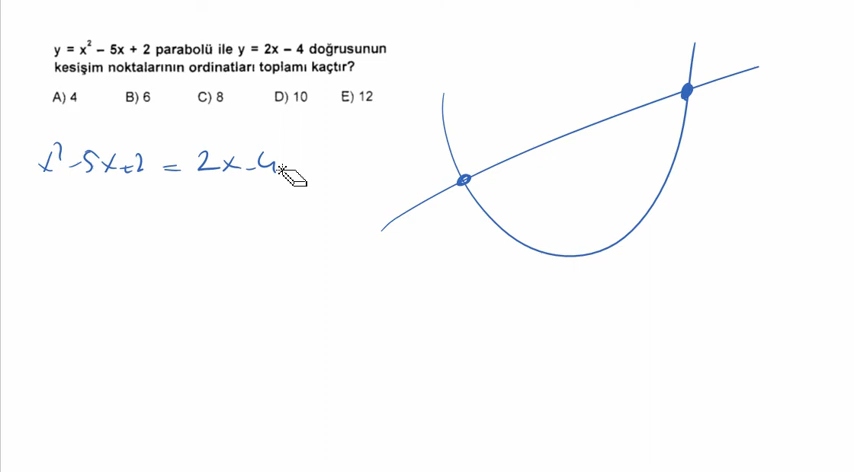 y = x² – 5x + 2 parabolü ile y = 2x – 4 doğrusunun
kesişim noktalarının ordinatları toplamı kaçtır?
A) 4 B) 6 C) 8 D) 10 E) 12
x² - 5x + 2 = 2x - 4